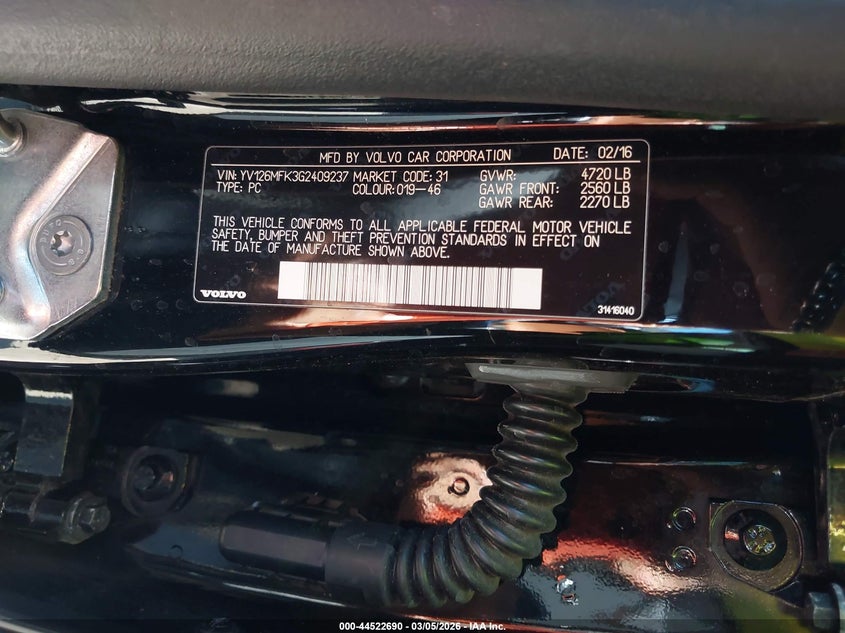 MFD BY VOLVO CAR CORPORATION DATE: 02/16
VIN: YV126MFK3G2409237 MARKET CODE: 31 GVWR: 4720 LB
TYPE: PC COLOUR: 019-46 GAWR FRONT: 2560 LB
GAWR REAR: 2270 LB
THIS VEHICLE CONFORMS TO ALL APPLICABLE FEDERAL MOTOR VEHICLE
SAFETY, BUMPER AND THEFT PREVENTION STANDARDS IN EFFECT ON
THE DATE OF MANUFACTURE SHOWN ABOVE.
VOLVO
31416040
000-44522690 - 03/05/2026 - IAA Inc.